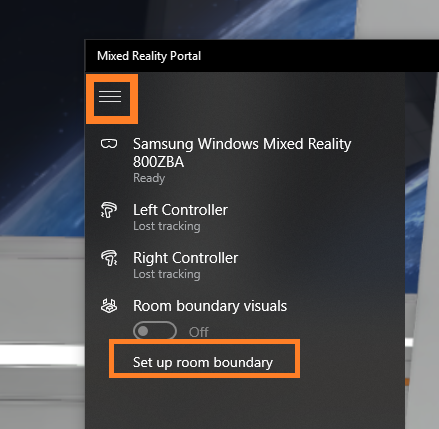 Mixed Reality Portal
Samsung Windows Mixed Reality
800ZBA
Ready
Left Controller
Lost tracking
Right Controller
Lost tracking
Room boundary visuals
Off
Set up room boundary